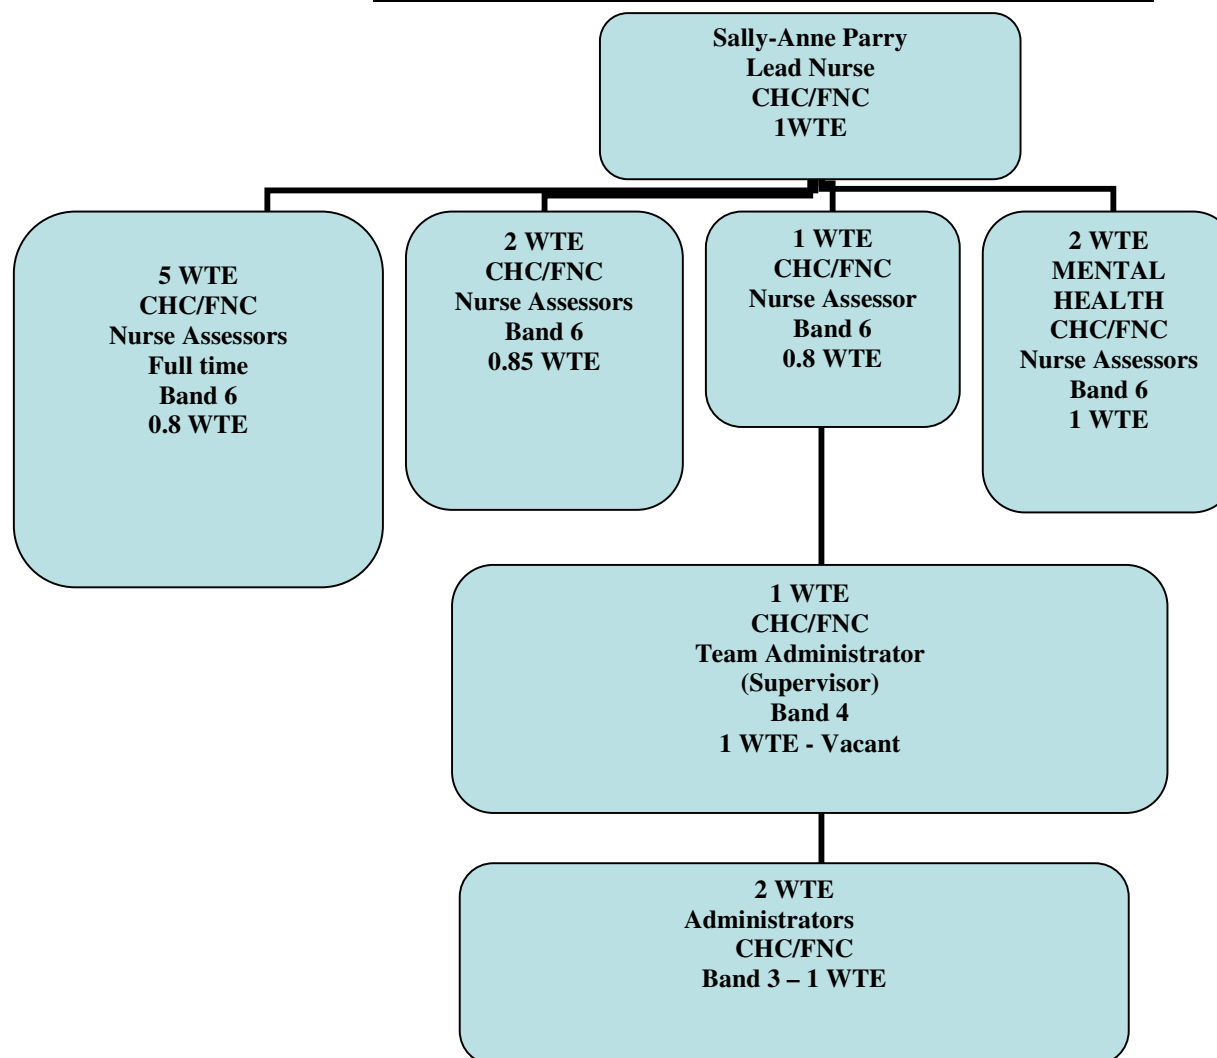 Sally-Anne Parry
Lead Nurse
CHC/FNC
1WTE
5 WTE
CHC/FNC
Nurse Assessors
Full time
Band 6
0.8 WTE
2 WTE
CHC/FNC
Nurse Assessors
Band 6
0.85 WTE
1 WTE
CHC/FNC
Nurse Assessor
Band 6
0.8 WTE
2 WTE
MENTAL
HEALTH
CHC/FNC
Nurse Assessors
Band 6
1 WTE
1 WTE
CHC/FNC
Team Administrator
(Supervisor)
Band 4
1 WTE - Vacant
2 WTE
Administrators
CHC/FNC
Band 3 – 1 WTE